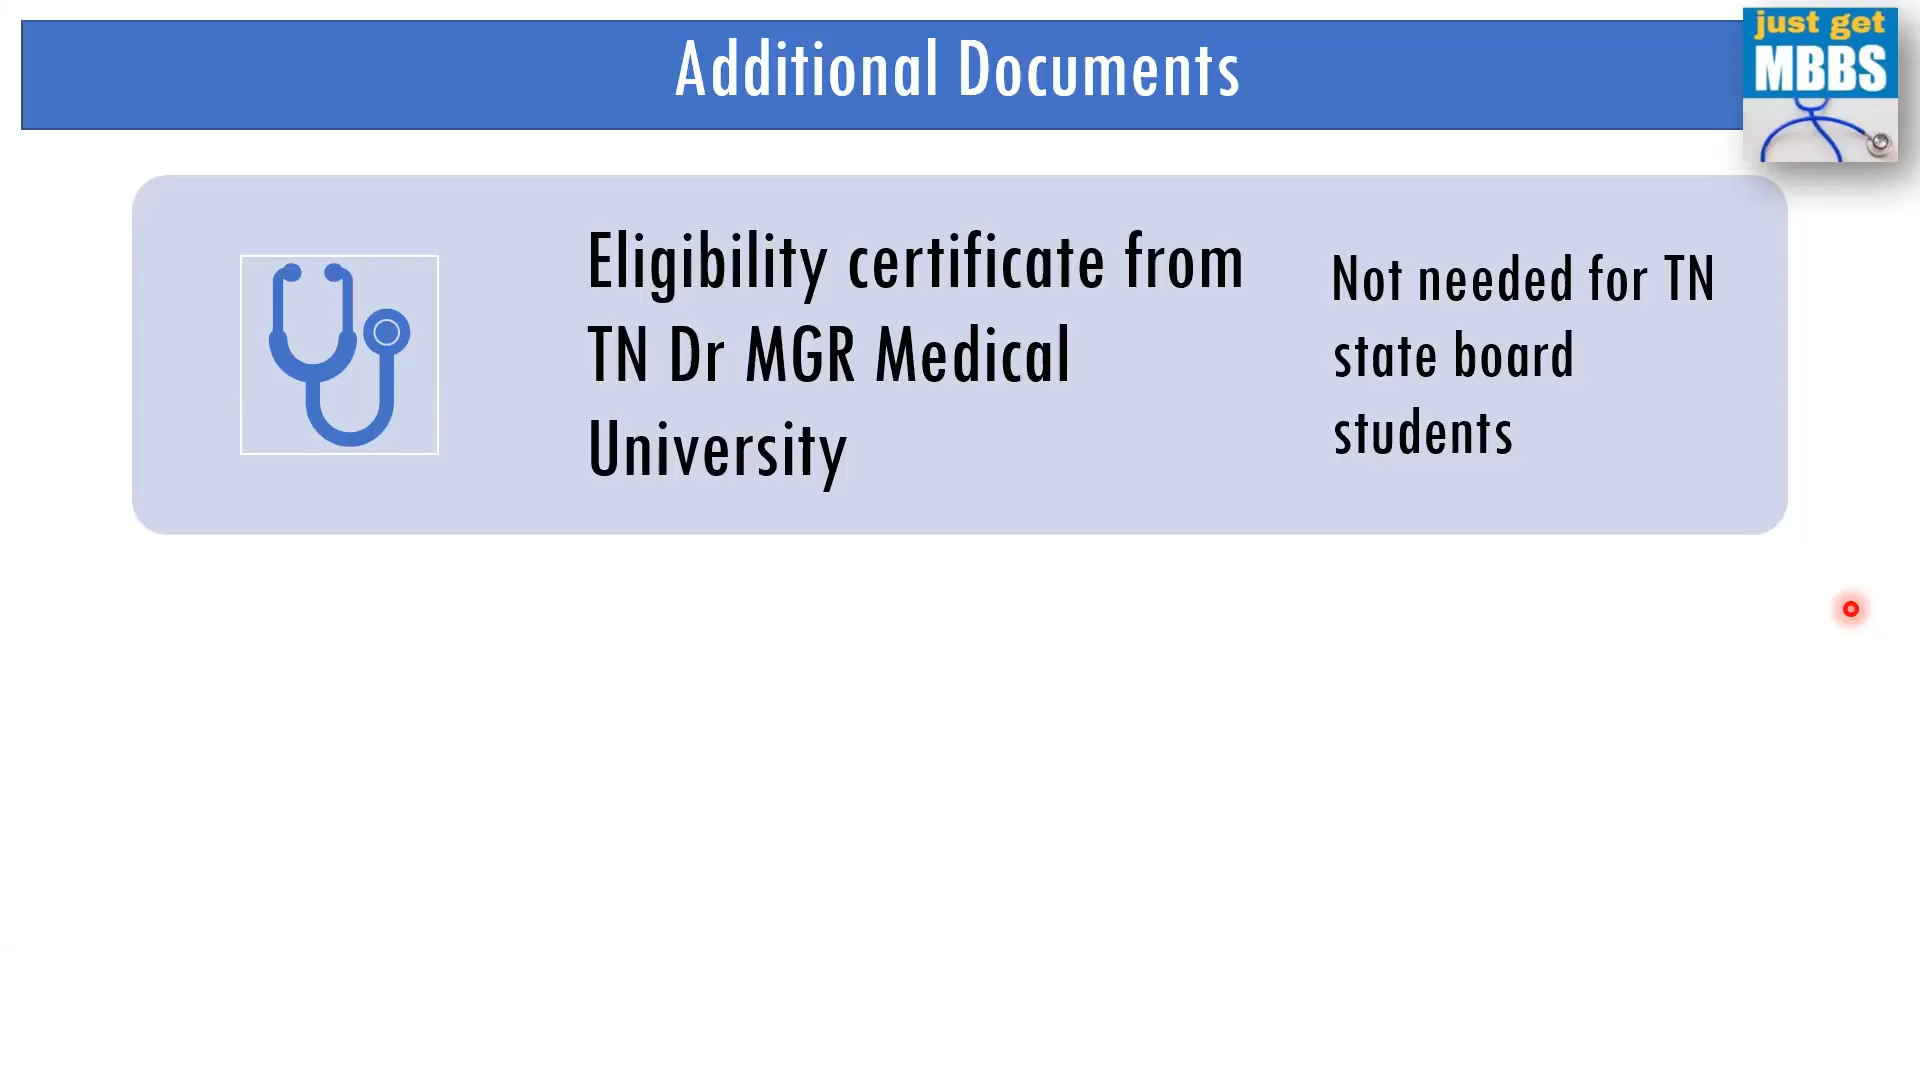 Additional Documents
just get
MBBS
Eligibility certificate from
TN Dr MGR Medical
University
Not needed for TN
state board
students